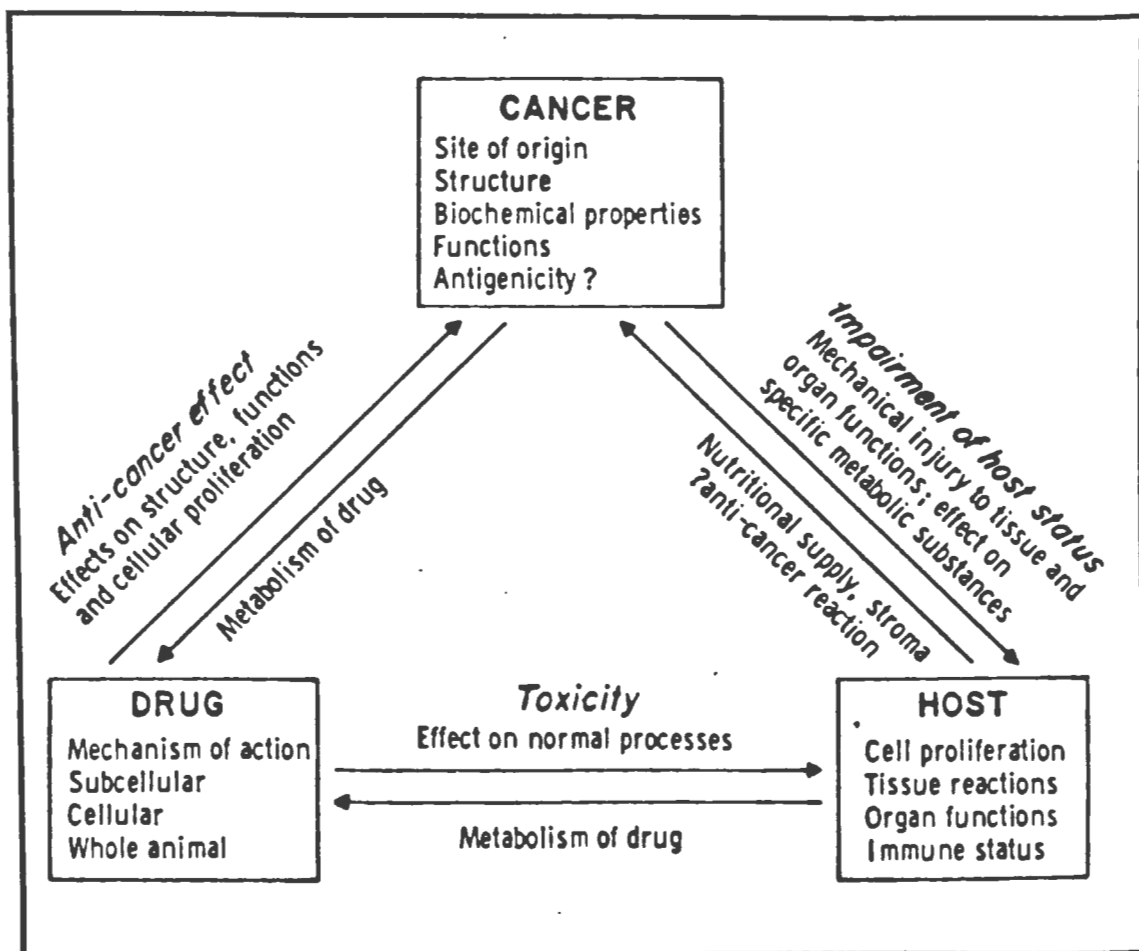 CANCER
Site of origin
Structure
Biochemical properties
Functions
Antigenicity ?
Anti-cancer effect
Effects on structure, functions
and cellular proliferation
Metabolism of drug
Impairment of host status
Mechanical injury to tissue and
organ functions; effect on
specific metabolic substances
Nutritional supply, stroma
?anti-cancer reaction
DRUG
Mechanism of action
Subcellular
Cellular
Whole animal
Toxicity
Effect on normal processes
Metabolism of drug
HOST
Cell proliferation
Tissue reactions
Organ functions
Immune status